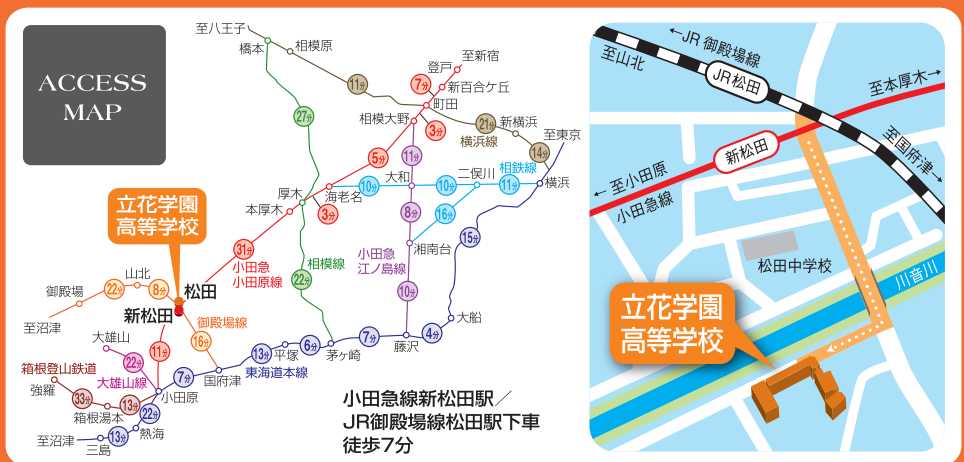 ACCESS
MAP
至八王子
橋本
相模原
11分
27分
登戸
至新宿
7分
新百合ケ丘
町田
相模大野
3分
21分
横浜線
新横浜
14分
至東京
5分
11分
10分
大和
10分
二俣川
相鉄線
11分
横浜
厚木
海老名
3分
本厚木
8分
16分
湘南台
15分
31分
小田急
小田原線
相模線
22分
小田急
江ノ島線
10分
立花学園
高等学校
松田
新松田
山北
御殿場
22分
8分
至沼津
御殿場線
16分
大雄山
22分
大雄山線
11分
箱根登山鉄道
強羅
33分
13分
箱根湯本
小田原
7分
国府津
13分
平塚
東海道本線
6分
茅ヶ崎
7分
藤沢
4分
大船
22分
熱海
13分
三島
至沼津
小田急線新松田駅／
JR御殿場線松田駅下車
徒歩7分
←JR 御殿場線
至山北
JR松田
至本厚木→
新松田
至国府津→
←至小田原
小田急線
松田中学校
川音川
立花学園
高等学校